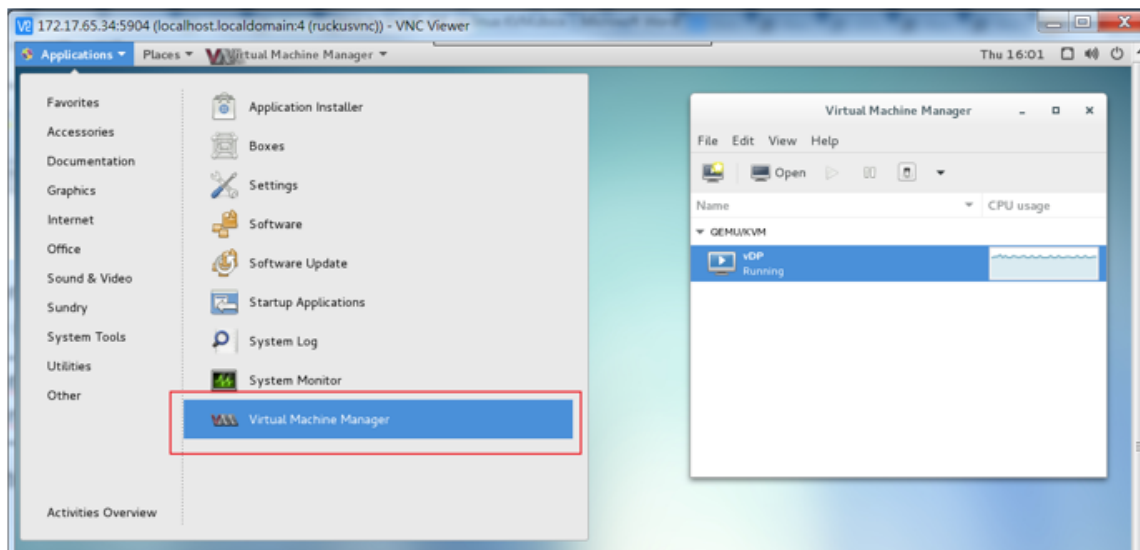 172.17.65.34:5904 (localhost.localdomain:4 (ruckusvnc)) - VNC Viewer
Applications Places Virtual Machine Manager Thu 16:01
Favorites
Accessories
Documentation
Graphics
Internet
Office
Sound & Video
Sundry
System Tools
Utilities
Other
Activities Overview
Application Installer
Boxes
Settings
Software
Software Update
Startup Applications
System Log
System Monitor
Virtual Machine Manager
Virtual Machine Manager
File Edit View Help
Open
Name CPU usage
QEMU/KVM
vDP
Running